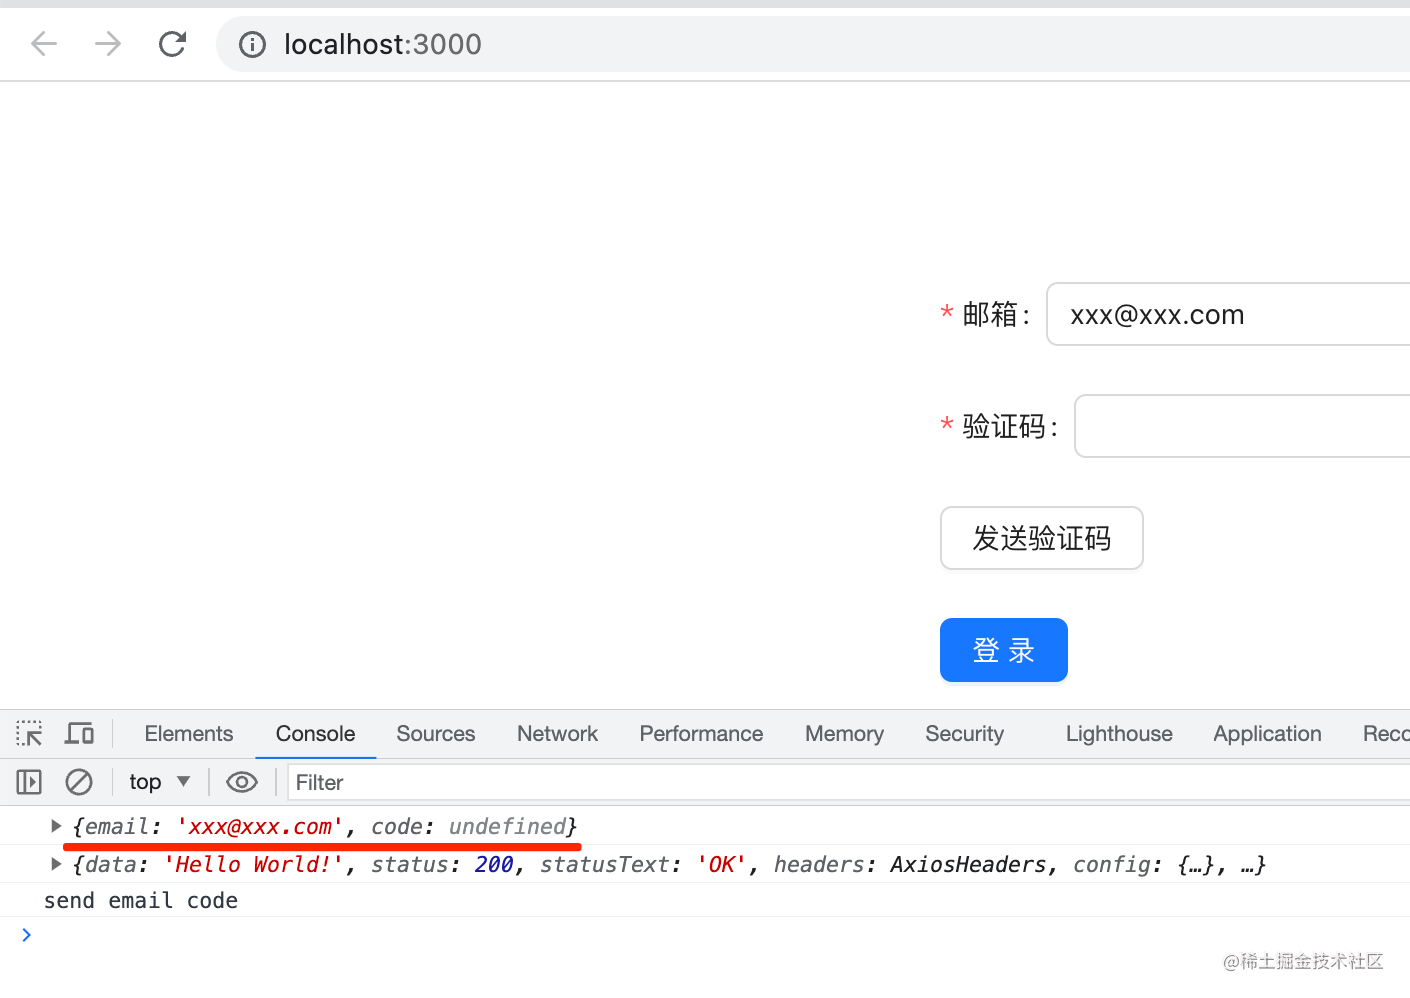 localhost:3000
* 邮箱: xxx@xxx.com
* 验证码:
发送验证码
登 录
Elements Console Sources Network Performance Memory Security Lighthouse Application Reco
top Filter
{email: 'xxx@xxx.com', code: undefined}
{data: 'Hello World!', status: 200, statusText: 'OK', headers: AxiosHeaders, config: {…}, …}
send email code
@稀土掘金技术社区